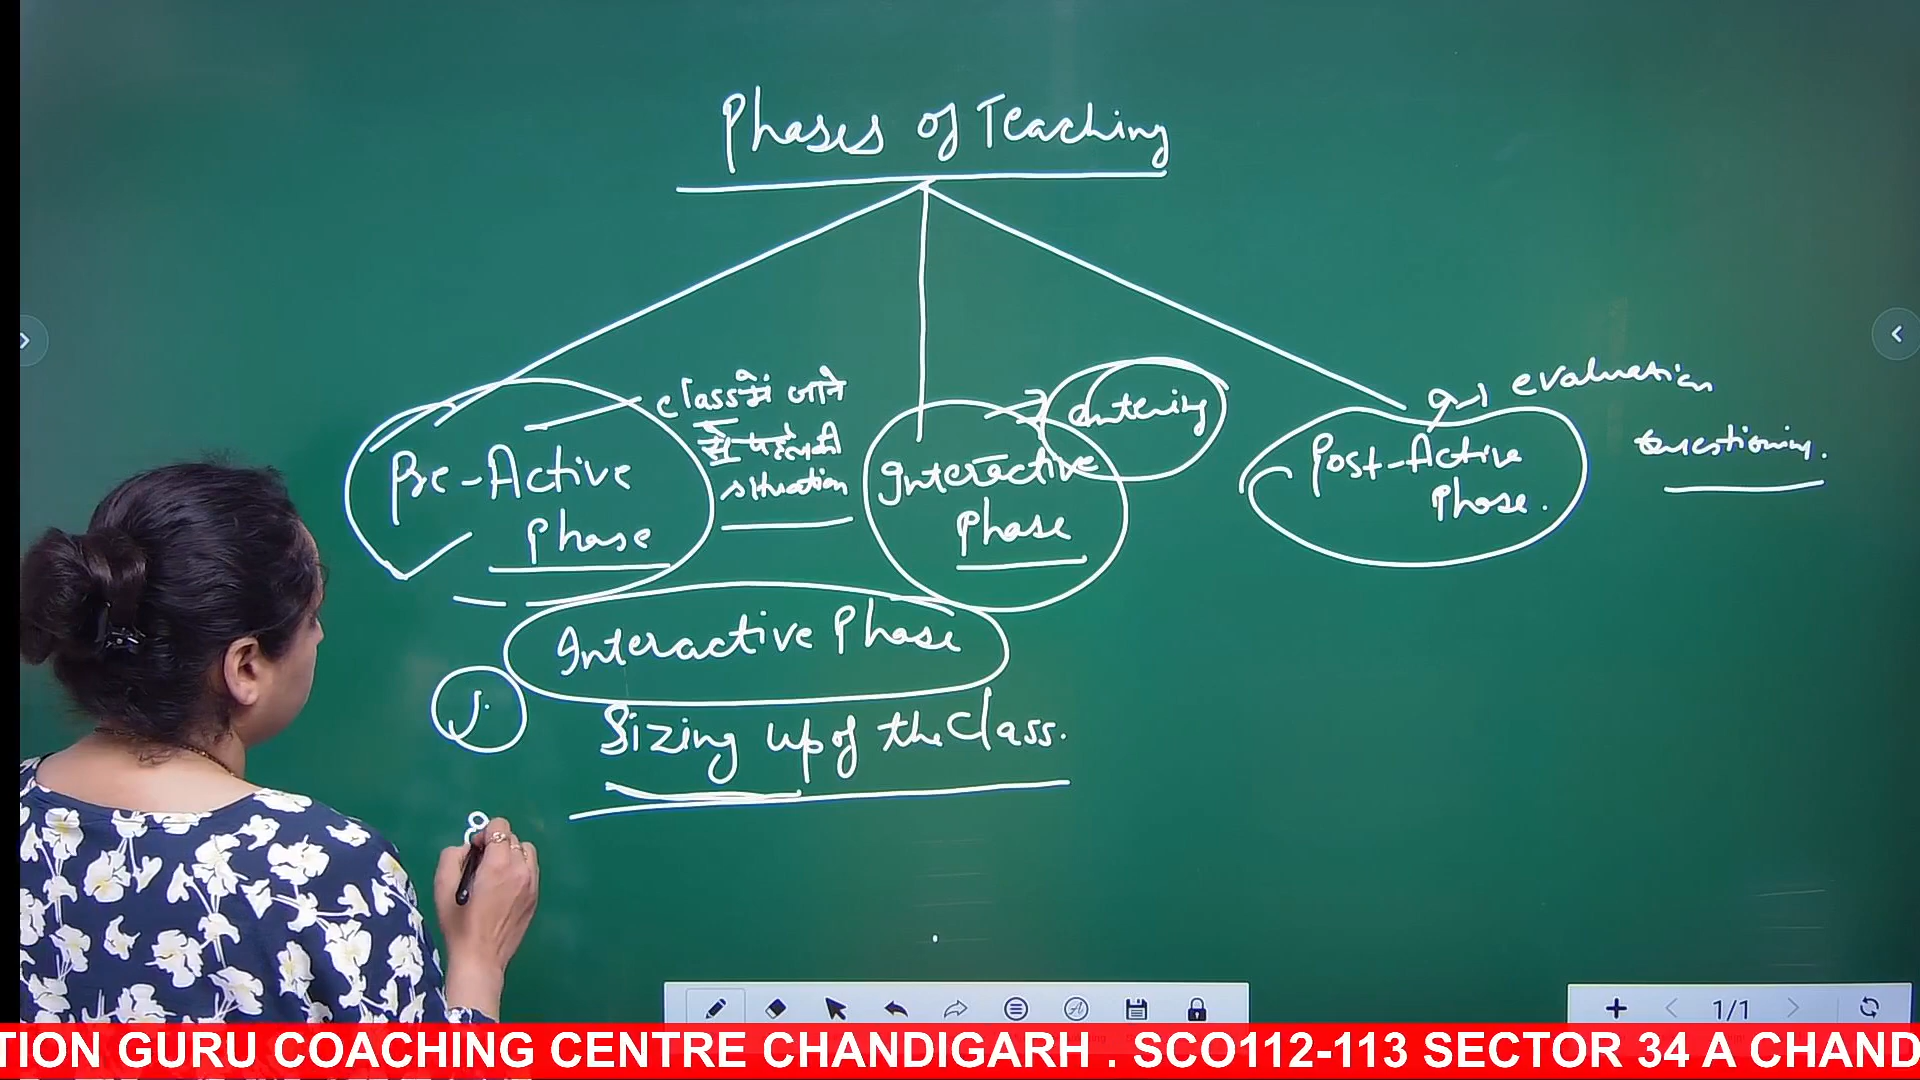 Phases of Teaching
Pre-Active
Phase
class में जाने
से पहले की
situation
Interactive
Phase
entering
Post-Active
Phase.
evaluation
questioning.
Interactive Phase
1.
Sizing up of the Class.
1/1
TION GURU COACHING CENTRE CHANDIGARH . SCO112-113 SECTOR 34 A CHAND